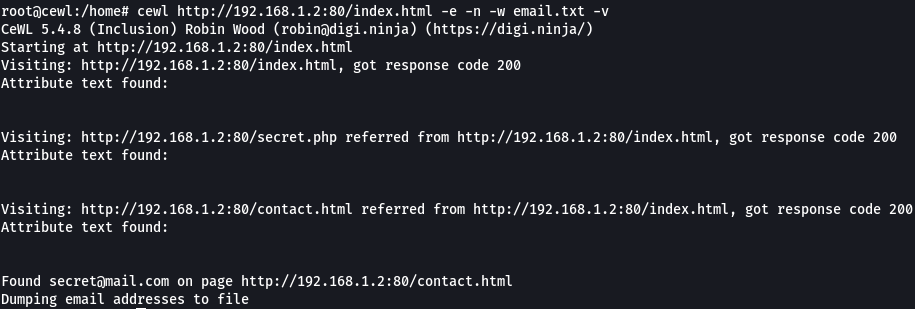 root@cewl:/home# cewl http://192.168.1.2:80/index.html -e -n -w email.txt -v
CeWL 5.4.8 (Inclusion) Robin Wood (robin@digi.ninja) (https://digi.ninja/)
Starting at http://192.168.1.2:80/index.html
Visiting: http://192.168.1.2:80/index.html, got response code 200
Attribute text found:
Visiting: http://192.168.1.2:80/secret.php referred from http://192.168.1.2:80/index.html, got response code 200
Attribute text found:
Visiting: http://192.168.1.2:80/contact.html referred from http://192.168.1.2:80/index.html, got response code 200
Attribute text found:
Found secret@mail.com on page http://192.168.1.2:80/contact.html
Dumping email addresses to file